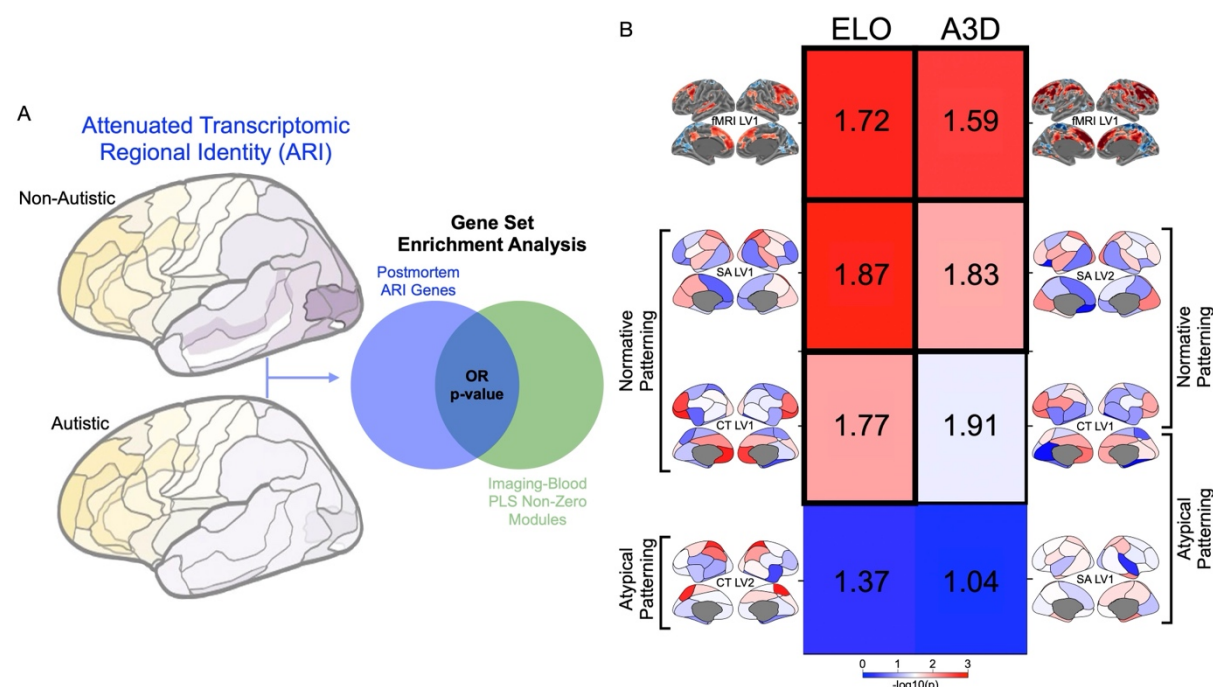 A
Attenuated Transcriptomic
Regional Identity (ARI)
Non-Autistic
Autistic
Gene Set
Enrichment Analysis
Postmortem
ARI Genes
OR
p-value
Imaging-Blood
PLS Non-Zero
Modules
B
ELO A3D
fMRI LV1 1.72 1.59 fMRI LV1
Normative
Patterning
SA LV1 1.87 1.83 SA LV2
Normative
Patterning
CT LV1 1.77 1.91 CT LV1
Atypical
Patterning
CT LV2 1.37 1.04 SA LV1
Atypical
Patterning
0 1 2 3
-log10(p)